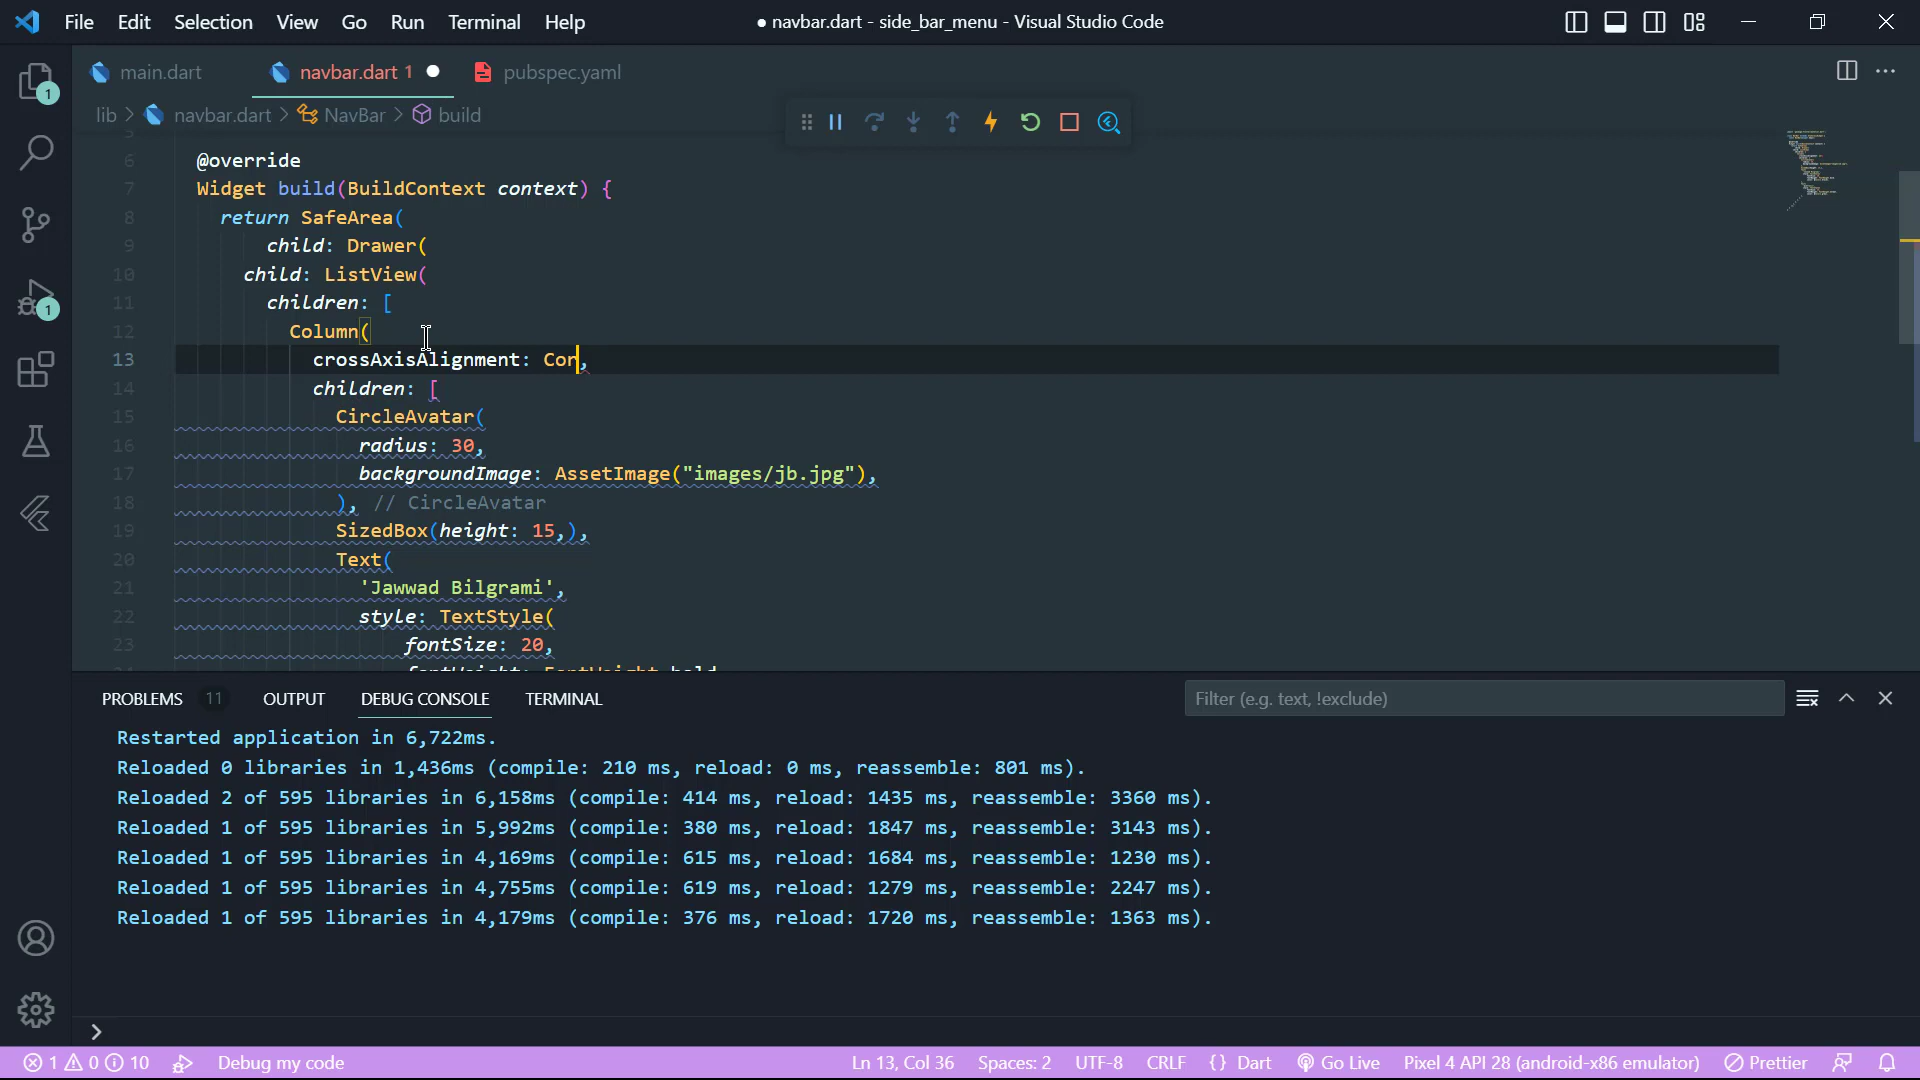 File Edit Selection View Go Run Terminal Help
● navbar.dart - side_bar_menu - Visual Studio Code
main.dart navbar.dart 1 pubspec.yaml
lib > navbar.dart > NavBar > build
6 @override
7 Widget build(BuildContext context) {
8 return SafeArea(
9 child: Drawer(
10 child: ListView(
11 children: [
12 Column(
13 crossAxisAlignment: Cor,
14 children: [
15 CircleAvatar(
16 radius: 30,
17 backgroundImage: AssetImage("images/jb.jpg"),
18 ), // CircleAvatar
19 SizedBox(height: 15,),
20 Text(
21 'Jawwad Bilgrami',
22 style: TextStyle(
23 fontSize: 20,
PROBLEMS 11 OUTPUT DEBUG CONSOLE TERMINAL Filter (e.g. text, !exclude)
Restarted application in 6,722ms.
Reloaded 0 libraries in 1,436ms (compile: 210 ms, reload: 0 ms, reassemble: 801 ms).
Reloaded 2 of 595 libraries in 6,158ms (compile: 414 ms, reload: 1435 ms, reassemble: 3360 ms).
Reloaded 1 of 595 libraries in 5,992ms (compile: 380 ms, reload: 1847 ms, reassemble: 3143 ms).
Reloaded 1 of 595 libraries in 4,169ms (compile: 615 ms, reload: 1684 ms, reassemble: 1230 ms).
Reloaded 1 of 595 libraries in 4,755ms (compile: 619 ms, reload: 1279 ms, reassemble: 2247 ms).
Reloaded 1 of 595 libraries in 4,179ms (compile: 376 ms, reload: 1720 ms, reassemble: 1363 ms).
>
1 0 10 Debug my code Ln 13, Col 36 Spaces: 2 UTF-8 CRLF {} Dart Go Live Pixel 4 API 28 (android-x86 emulator) Prettier